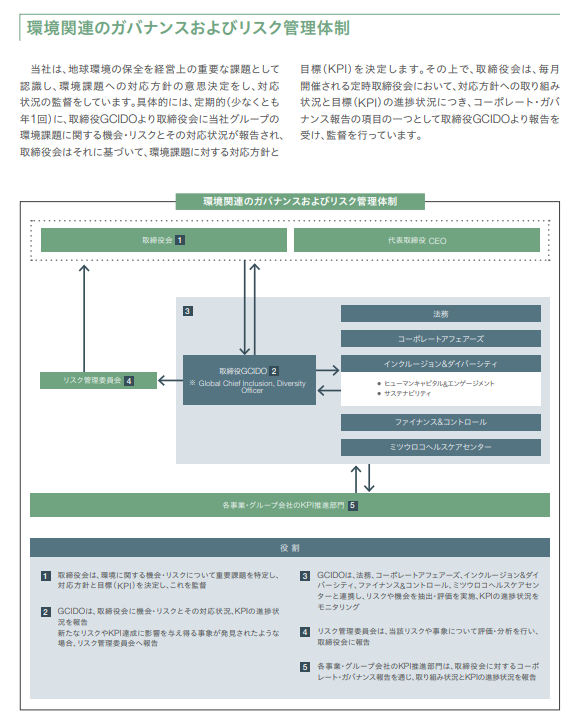 環境関連のガバナンスおよびリスク管理体制
当社は、地球環境の保全を経営上の重要な課題として
認識し、環境課題への対応方針の意思決定をし、対応
状況の監督をしています。具体的には、定期的(少なくとも
年1回)に、取締役GCIDOより取締役会に当社グループの
環境課題に関する機会・リスクとその対応状況が報告され、
取締役会はそれに基づいて、環境課題に対する対応方針と
目標(KPI)を決定します。その上で、取締役会は、毎月
開催される定時取締役会において、対応方針への取り組み
状況と目標(KPI)の進捗状況につき、コーポレート・ガバ
ナンス報告の項目の一つとして取締役GCIDOより報告を
受け、監督を行っています。
環境関連のガバナンスおよびリスク管理体制
取締役会 1
代表取締役 CEO
3
法務
コーポレートアフェアーズ
インクルージョン&ダイバーシティ
● ヒューマンキャピタル&エンゲージメント
● サステナビリティ
ファイナンス&コントロール
ミツウロコヘルスケアセンター
取締役GCIDO 2
※ Global Chief Inclusion, Diversity
Officer
リスク管理委員会 4
各事業・グループ会社のKPI推進部門 5
役 割
1 取締役会は、環境に関する機会・リスクについて重要課題を特定し、
対応方針と目標(KPI)を決定し、これを監督
2 GCIDOは、取締役会に機会・リスクとその対応状況、KPIの進捗状
況を報告
新たなリスクやKPI達成に影響を与え得る事象が発見されたような
場合、リスク管理委員会へ報告
3 GCIDOは、法務、コーポレートアフェアーズ、インクルージョン&ダイ
バーシティ、ファイナンス&コントロール、ミツウロコヘルスケアセン
ターと連携し、リスクや機会を抽出・評価を実施、KPIの進捗状況を
モニタリング
4 リスク管理委員会は、当該リスクや事象について評価・分析を行い、
取締役会に報告
5 各事業・グループ会社のKPI推進部門は、取締役会に対するコーポ
レート・ガバナンス報告を通じ、取り組み状況とKPIの進捗状況を報告